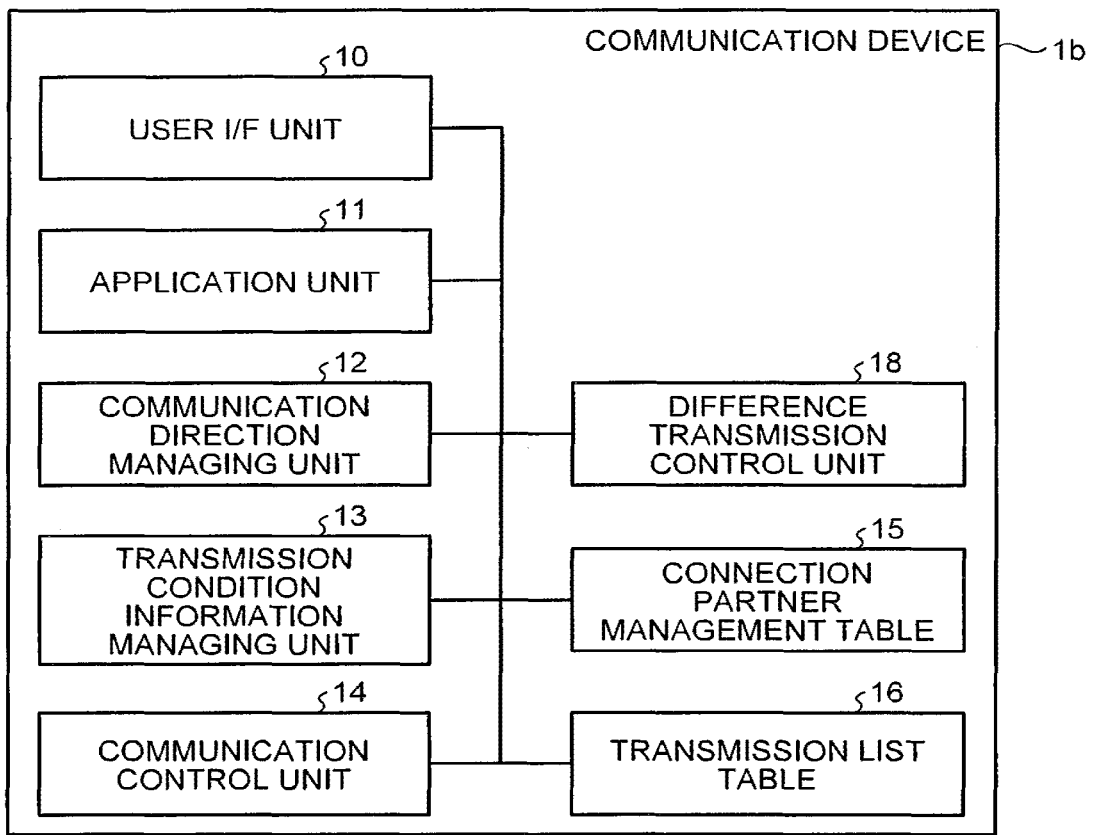 COMMUNICATION DEVICE
1b
10
USER I/F UNIT
11
APPLICATION UNIT
12
COMMUNICATION
DIRECTION
MANAGING UNIT
18
DIFFERENCE
TRANSMISSION
CONTROL UNIT
13
TRANSMISSION
CONDITION
INFORMATION
MANAGING UNIT
15
CONNECTION
PARTNER
MANAGEMENT TABLE
14
COMMUNICATION
CONTROL UNIT
16
TRANSMISSION LIST
TABLE